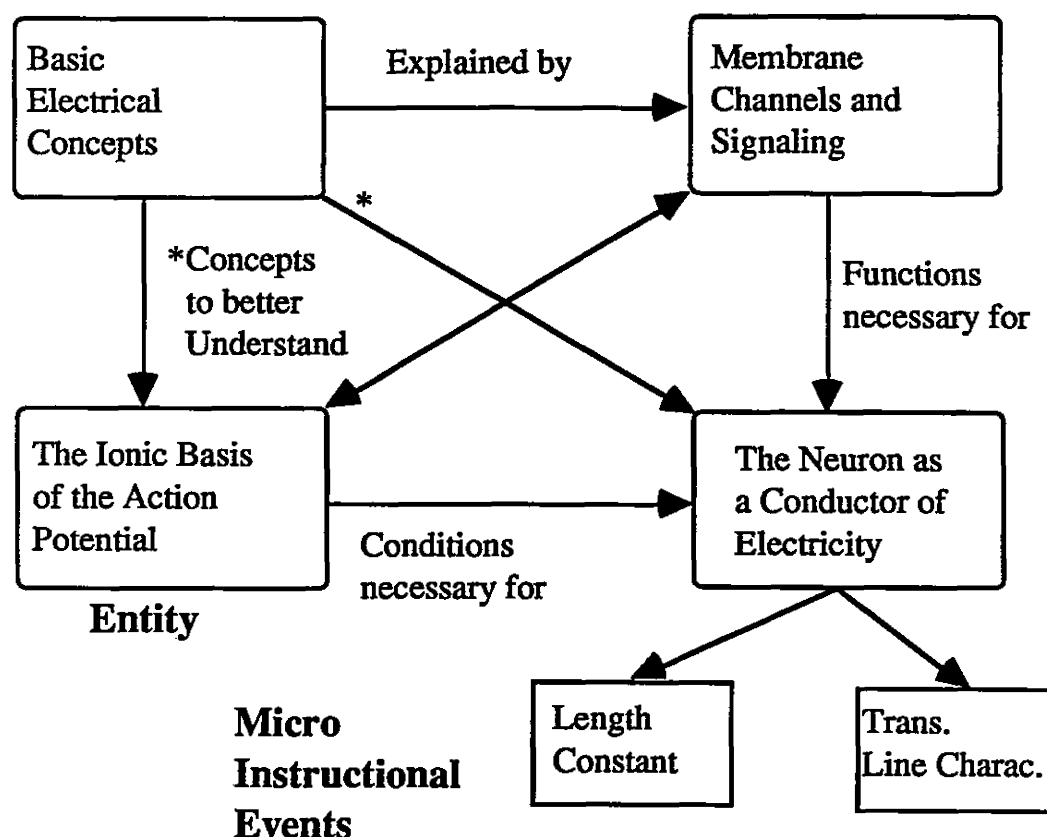 Basic
Electrical
Concepts
Explained by
Membrane
Channels and
Signaling
*
*Concepts
to better
Understand
Functions
necessary for
The Ionic Basis
of the Action
Potential
Conditions
necessary for
The Neuron as
a Conductor of
Electricity
Entity
Micro
Instructional
Events
Length
Constant
Trans.
Line Charac.